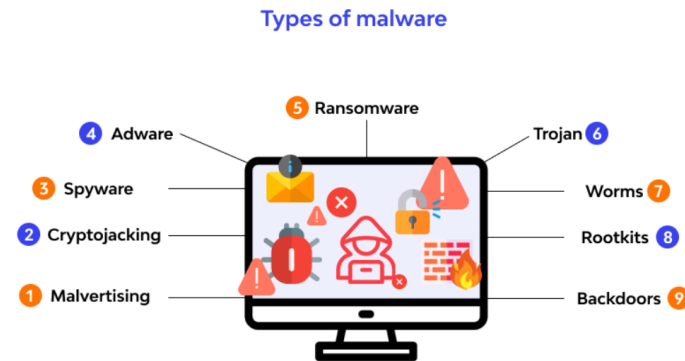 Types of malware
5 Ransomware
4 Adware
Trojan 6
3 Spyware
Worms 7
2 Cryptojacking
Rootkits 8
1 Malvertising
Backdoors 9